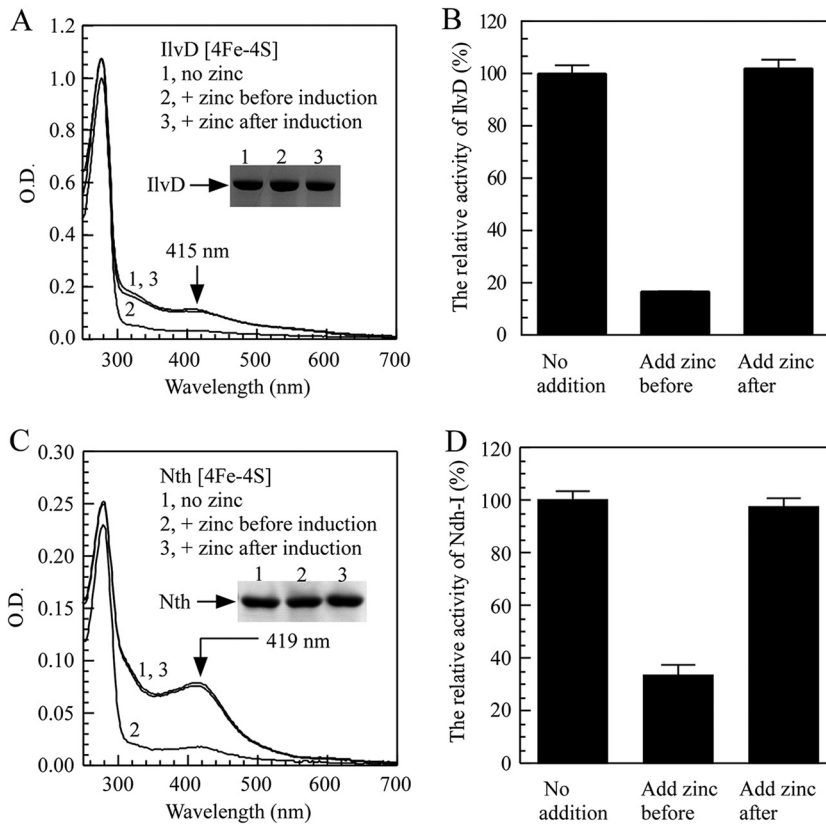 A
IlvD [4Fe-4S]
1, no zinc
2, + zinc before induction
3, + zinc after induction
1 2 3
IlvD
415 nm
1, 3
2
O.D.
1.2
1.0
0.8
0.6
0.4
0.2
0.0
300 400 500 600 700
Wavelength (nm)
B
The relative activity of IlvD (%)
120
100
80
60
40
20
0
No addition
Add zinc before
Add zinc after
C
Nth [4Fe-4S]
1, no zinc
2, + zinc before induction
3, + zinc after induction
1 2 3
Nth
419 nm
1, 3
2
O.D.
0.30
0.25
0.20
0.15
0.10
0.05
0.00
300 400 500 600 700
Wavelength (nm)
D
The relative activity of Ndh-I (%)
120
100
80
60
40
20
0
No addition
Add zinc before
Add zinc after